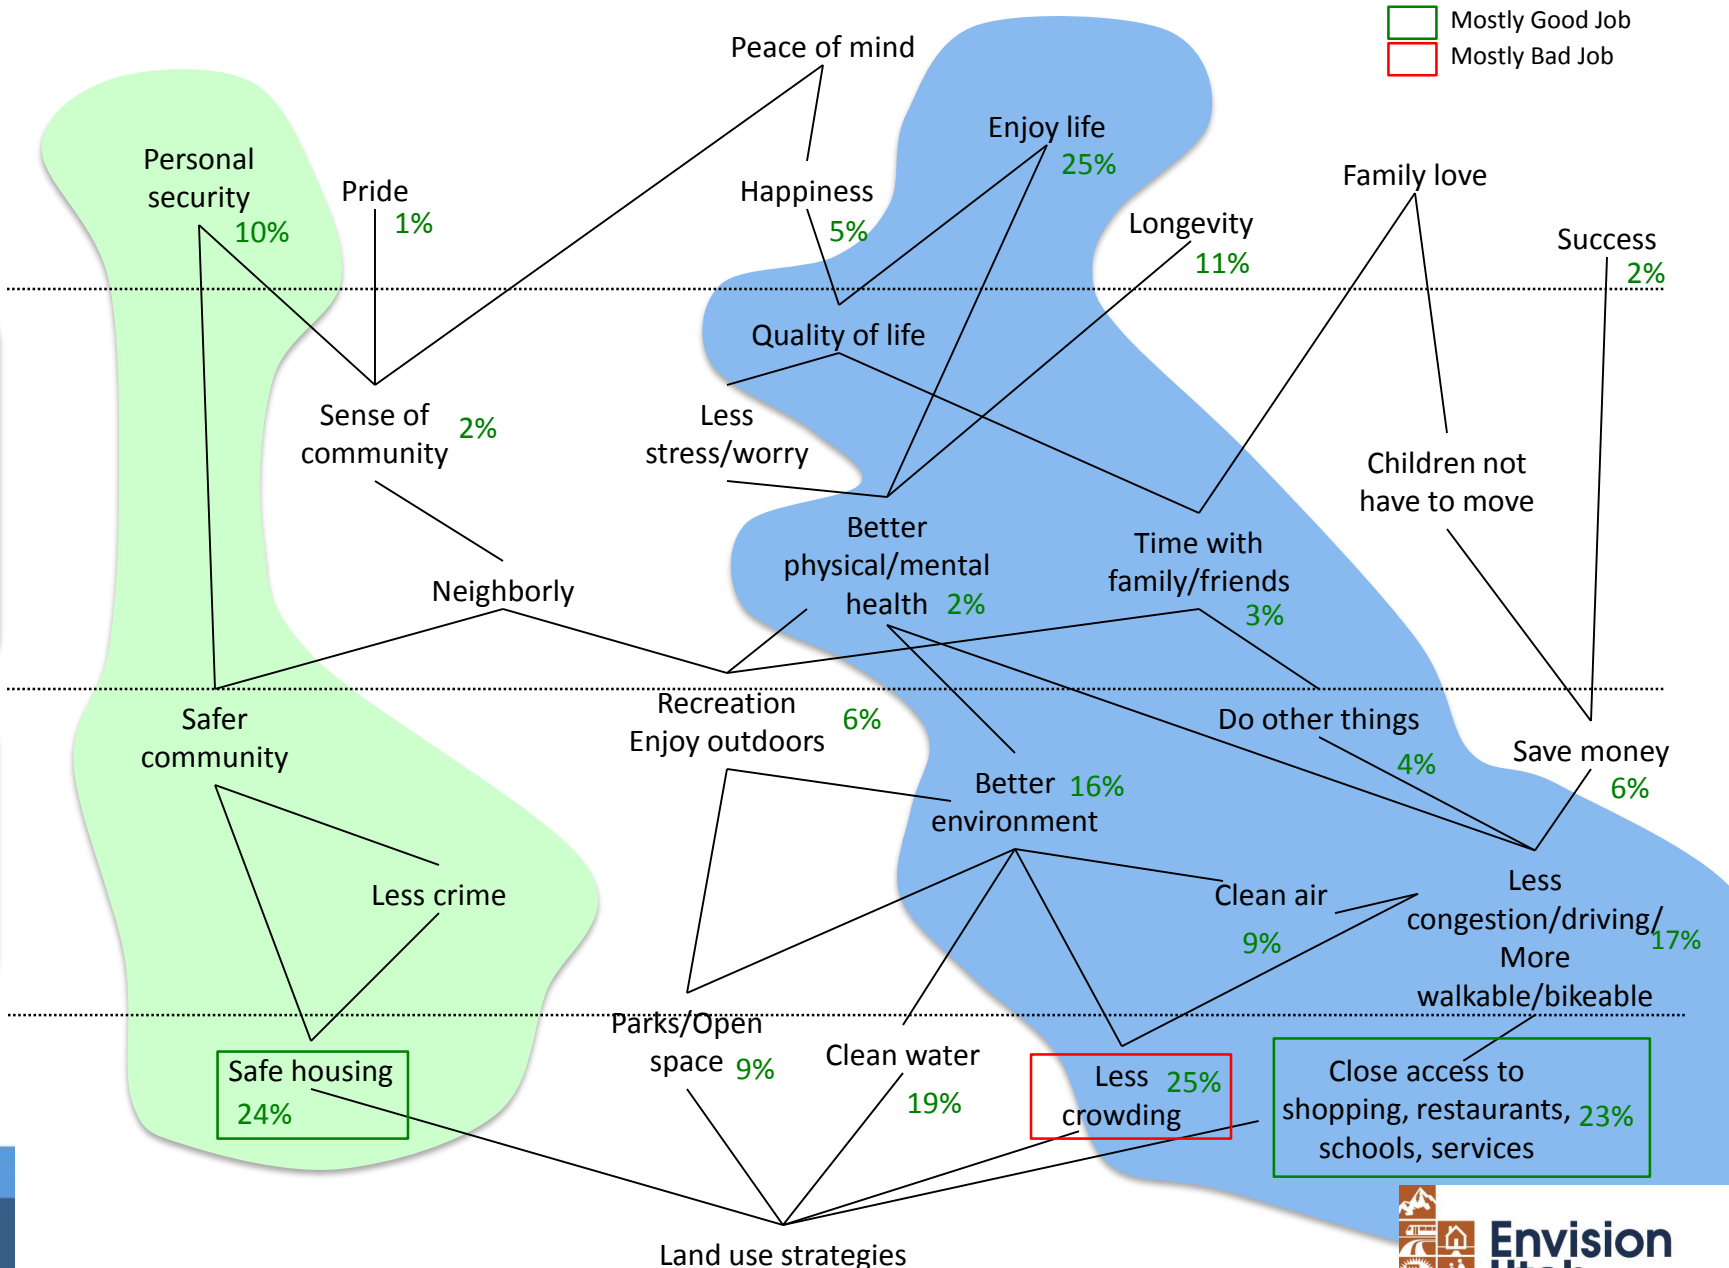 Mostly Good Job
Mostly Bad Job
Peace of mind
Enjoy life
25%
Personal
security
10%
Pride
1%
Happiness
5%
Longevity
11%
Family love
Success
2%
Quality of life
Sense of
community
2%
Less
stress/worry
Children not
have to move
Better
physical/mental
health 2%
Time with
family/friends
3%
Neighborly
Safer
community
Recreation
Enjoy outdoors
6%
Do other things
4%
Save money
6%
Better 16%
environment
Less crime
Clean air
9%
Less
congestion/driving/
17%
More
walkable/bikeable
Safe housing
24%
Parks/Open
space 9%
Clean water
19%
Less 25%
crowding
Close access to
shopping, restaurants, 23%
schools, services
Land use strategies
Envision
Utah